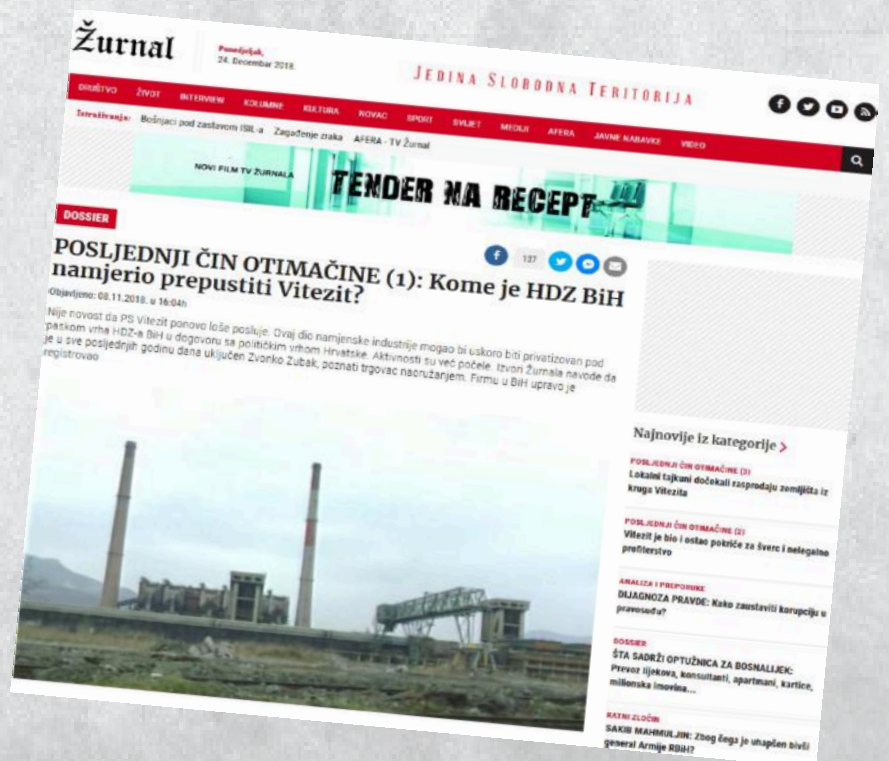 Žurnal
Ponedjeljak,
24. Decembar 2018.
JEDINA SLOBODNA TERITORIJA
DRUŠTVO ŽIVOT INTERVIEW KOLUMNE KULTURA NOVAC SPORT SVIJET MEDIJI AFERA JAVNE NABAVKE VIDEO
Istraživanja: Bošnjaci pod zastavom ISIL-a Zagađenje zraka AFERA - TV Žurnal
NOVI FILM TV ŽURNALA
TENDER NA RECEPT
DOSSIER
137
POSLJEDNJI ČIN OTIMAČINE (1): Kome je HDZ BiH
namjerio prepustiti Vitezit?
Objavljeno: 08.11.2018. u 16:04h
Nije novost da PS Vitezit ponovo loše posluje. Ovaj dio namjenske industrije mogao bi uskoro biti privatizovan pod
paskom vrha HDZ-a BiH u dogovoru sa političkim vrhom Hrvatske. Aktivnosti su već počele. Izvori Žurnala navode da
je u sve posljednjih godinu dana uključen Zvonko Zubak, poznati trgovac naoružanjem. Firmu u BiH upravo je
registrovao
Najnovije iz kategorije >
POSLJEDNJI ČIN OTIMAČINE (3)
Lokalni tajkuni dočekali rasprodaju zemljišta iz
kruga Vitezita
POSLJEDNJI ČIN OTIMAČINE (2)
Vitezit je bio i ostao pokriće za šverc i nelegalno
profiterstvo
ANALIZA I PREPORUKE
DIJAGNOZA PRAVDE: Kako zaustaviti korupciju u
pravosuđu?
DOSSIER
ŠTA SADRŽI OPTUŽNICA ZA BOSNALIJEK:
Prevoz lijekova, konsultanti, apartmani, kartice,
milionska imovina...
RATNI ZLOČIN
SAKIB MAHMULJIN: Zbog čega je uhapšen bivši
general Armije RBiH?